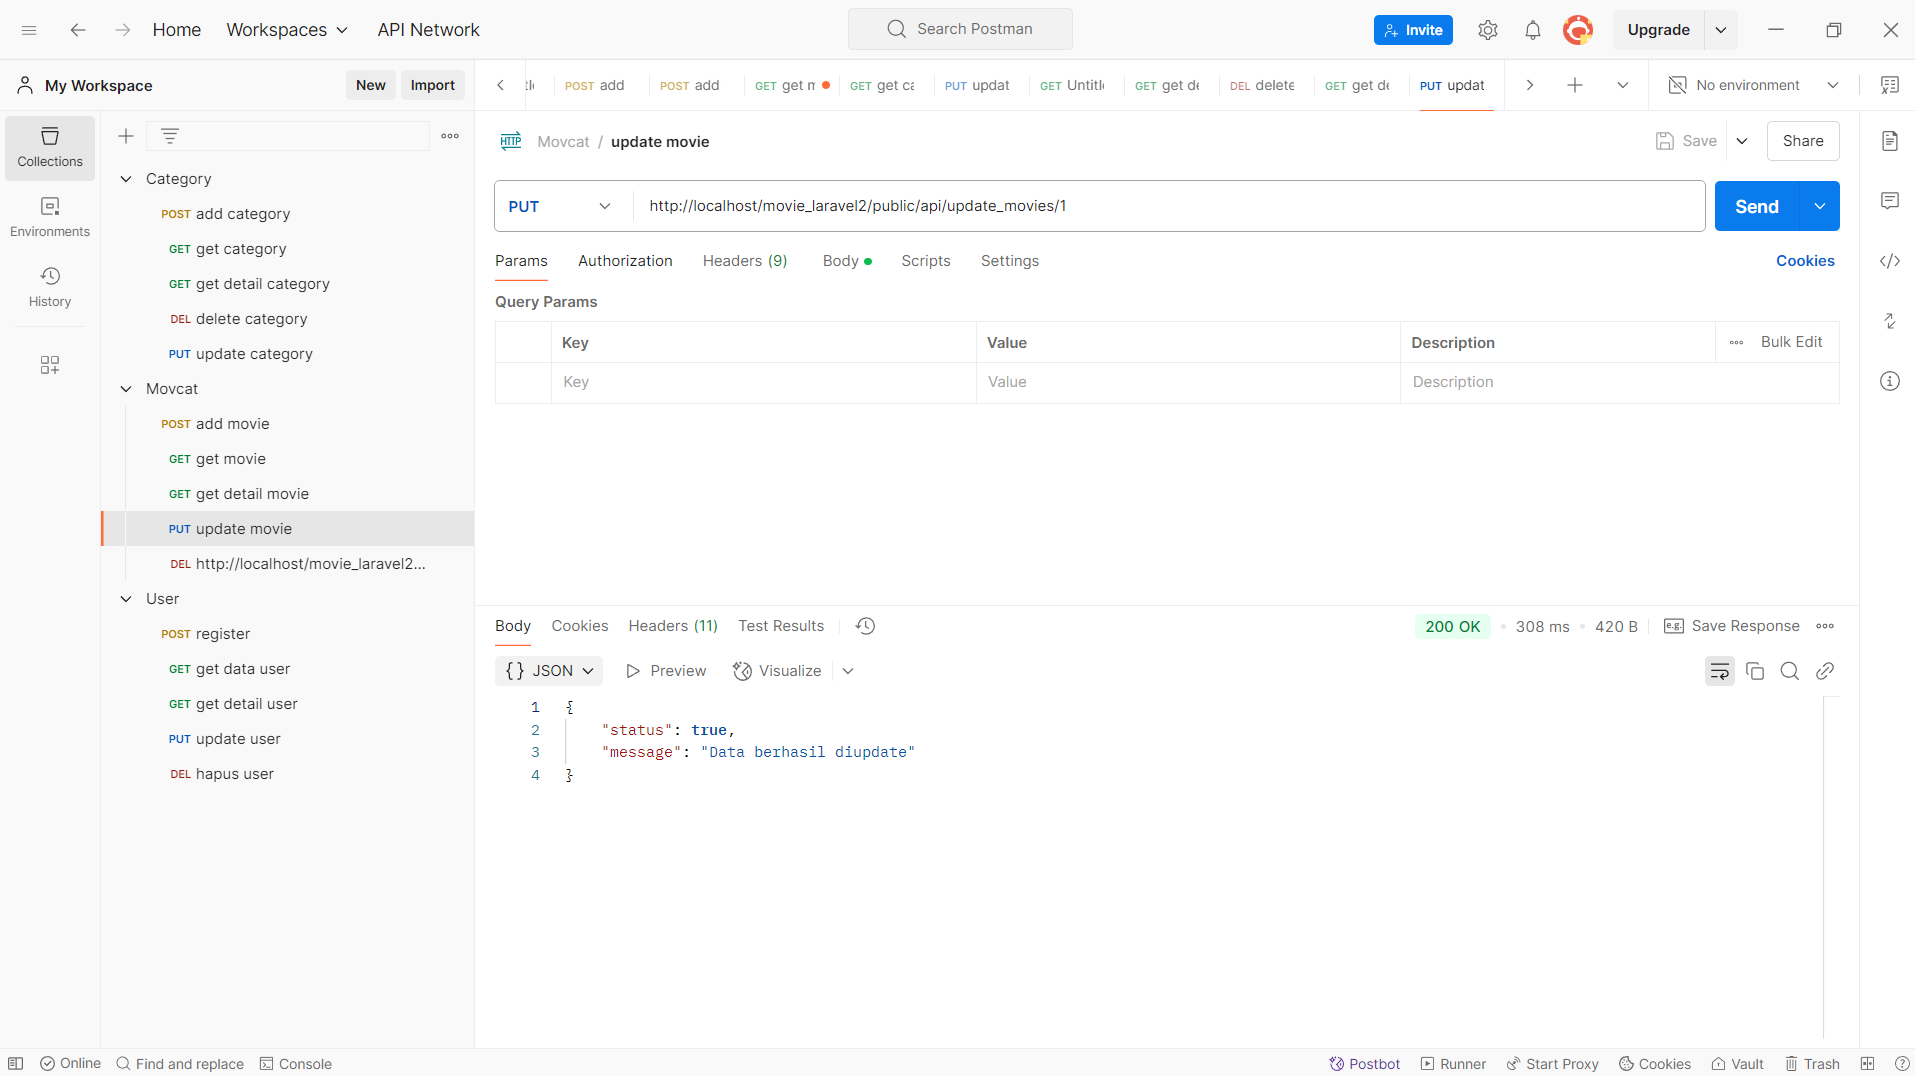 Home Workspaces API Network Search Postman Invite Upgrade
My Workspace New Import
POST add POST add GET get m GET get ca PUT updat GET Untitle GET get de DEL delete GET get de PUT updat No environment
Collections
Environments
History
Category
POST add category
GET get category
GET get detail category
DEL delete category
PUT update category
Movcat
POST add movie
GET get movie
GET get detail movie
PUT update movie
DEL http://localhost/movie_laravel2...
User
POST register
GET get data user
GET get detail user
PUT update user
DEL hapus user
HTTP Movcat / update movie Save Share
PUT http://localhost/movie_laravel2/public/api/update_movies/1 Send
Params Authorization Headers (9) Body Scripts Settings Cookies
Query Params
Key Value Description Bulk Edit
Key Value Description
Body Cookies Headers (11) Test Results 200 OK 308 ms 420 B e.g. Save Response
{} JSON Preview Visualize
1 {
2 "status": true,
3 "message": "Data berhasil diupdate"
4 }
Online Find and replace Console Postbot Runner Start Proxy Cookies Vault Trash